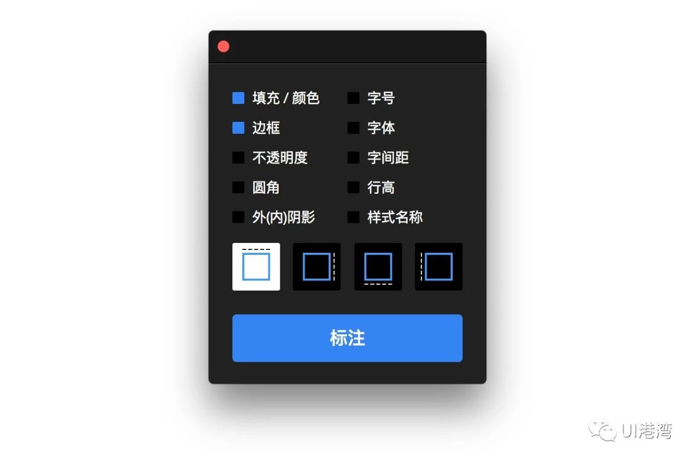 填充 / 颜色
字号
边框
字体
不透明度
字间距
圆角
行高
外(内)阴影
样式名称
标注
UI港湾